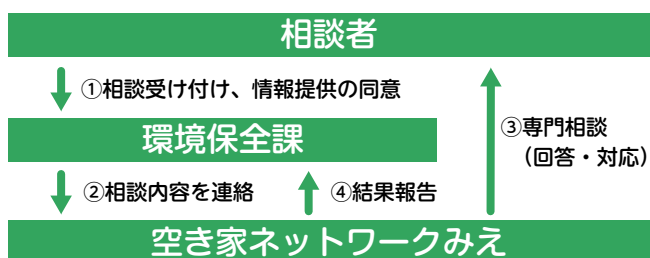 相談者
①相談受け付け、情報提供の同意
環境保全課
③専門相談
（回答・対応）
②相談内容を連絡
④結果報告
空き家ネットワークみえ